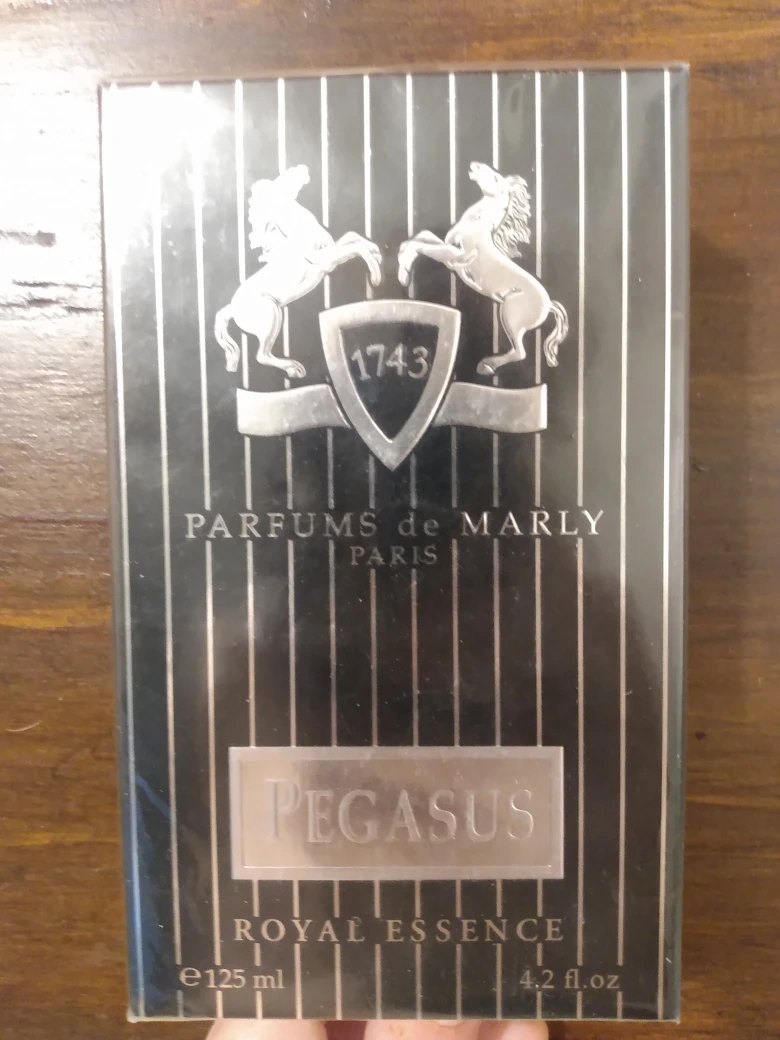 1743
PARFUMS de MARLY
PARIS
PEGASUS
ROYAL ESSENCE
℮125 ml 4.2 fl.oz